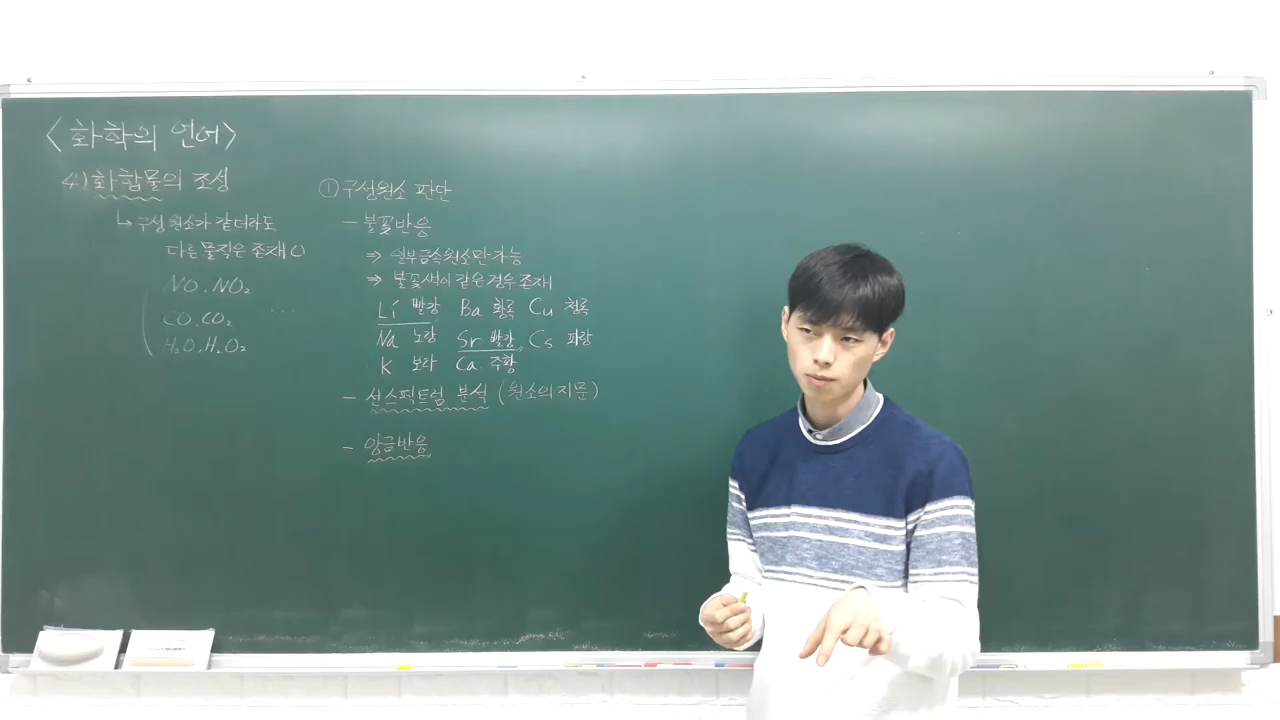 <화학의 언어>
4) 화합물의 조성
↳ 구성 원소가 같더라도
다른 물질은 존재 ○
NO, NO₂
CO, CO₂ ....
H₂O, H₂O₂
① 구성원소 판단
- 불꽃반응
⇒ 일부금속원소만 가능
⇒ 불꽃색이 같은 경우 존재
Li 빨강 Ba 황록 Cu 청록
Na 노랑 Sr 빨강, Cs 파랑
K 보라 Ca 주황
- 선스펙트럼 분석 (원소의 지문)
- 앙금반응